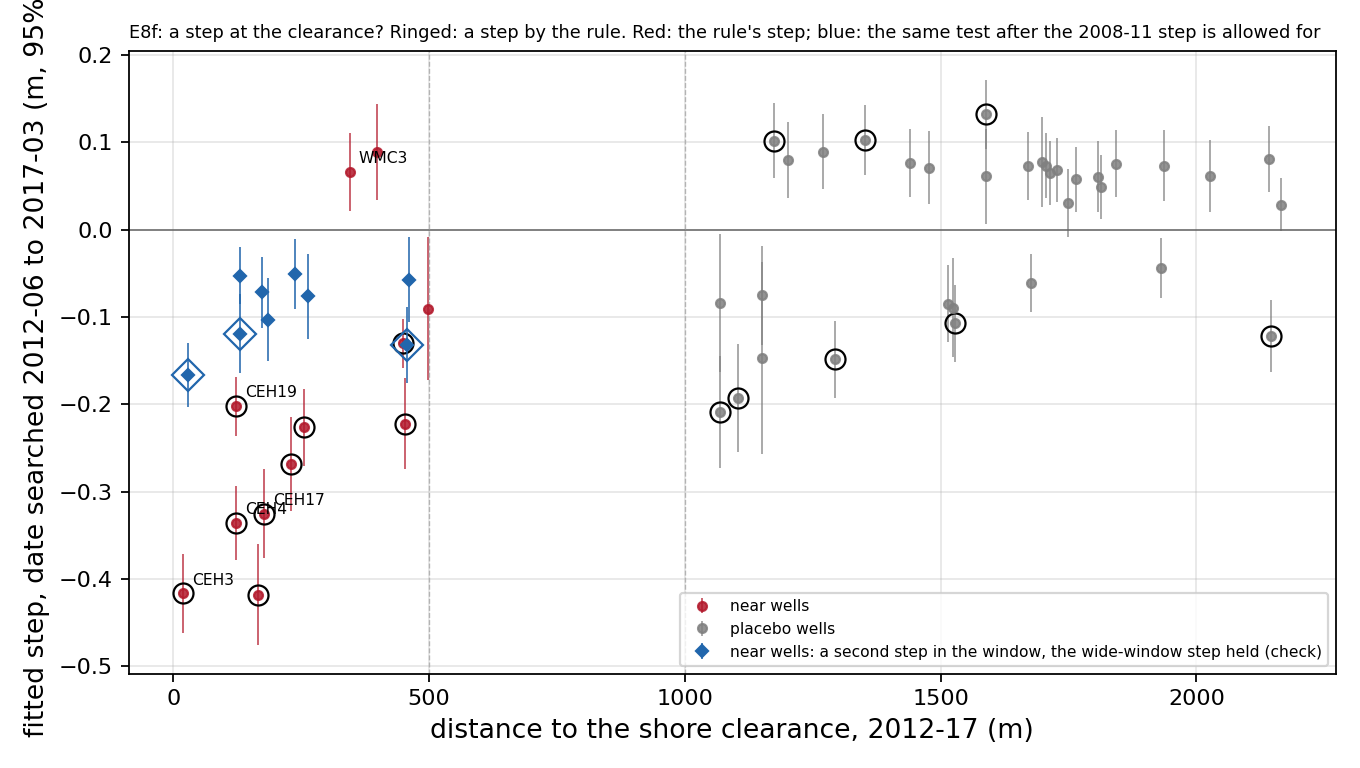 E8f: a step at the clearance? Ringed: a step by the rule. Red: the rule's step; blue: the same test after the 2008-11 step is allowed for
fitted step, date searched 2012-06 to 2017-03 (m, 95%
0.2
0.1
0.0
−0.1
−0.2
−0.3
−0.4
−0.5
WMC3
CEH19
CEH17
CEH4
CEH3
near wells
placebo wells
near wells: a second step in the window, the wide-window step held (check)
0
500
1000
1500
2000
distance to the shore clearance, 2012-17 (m)